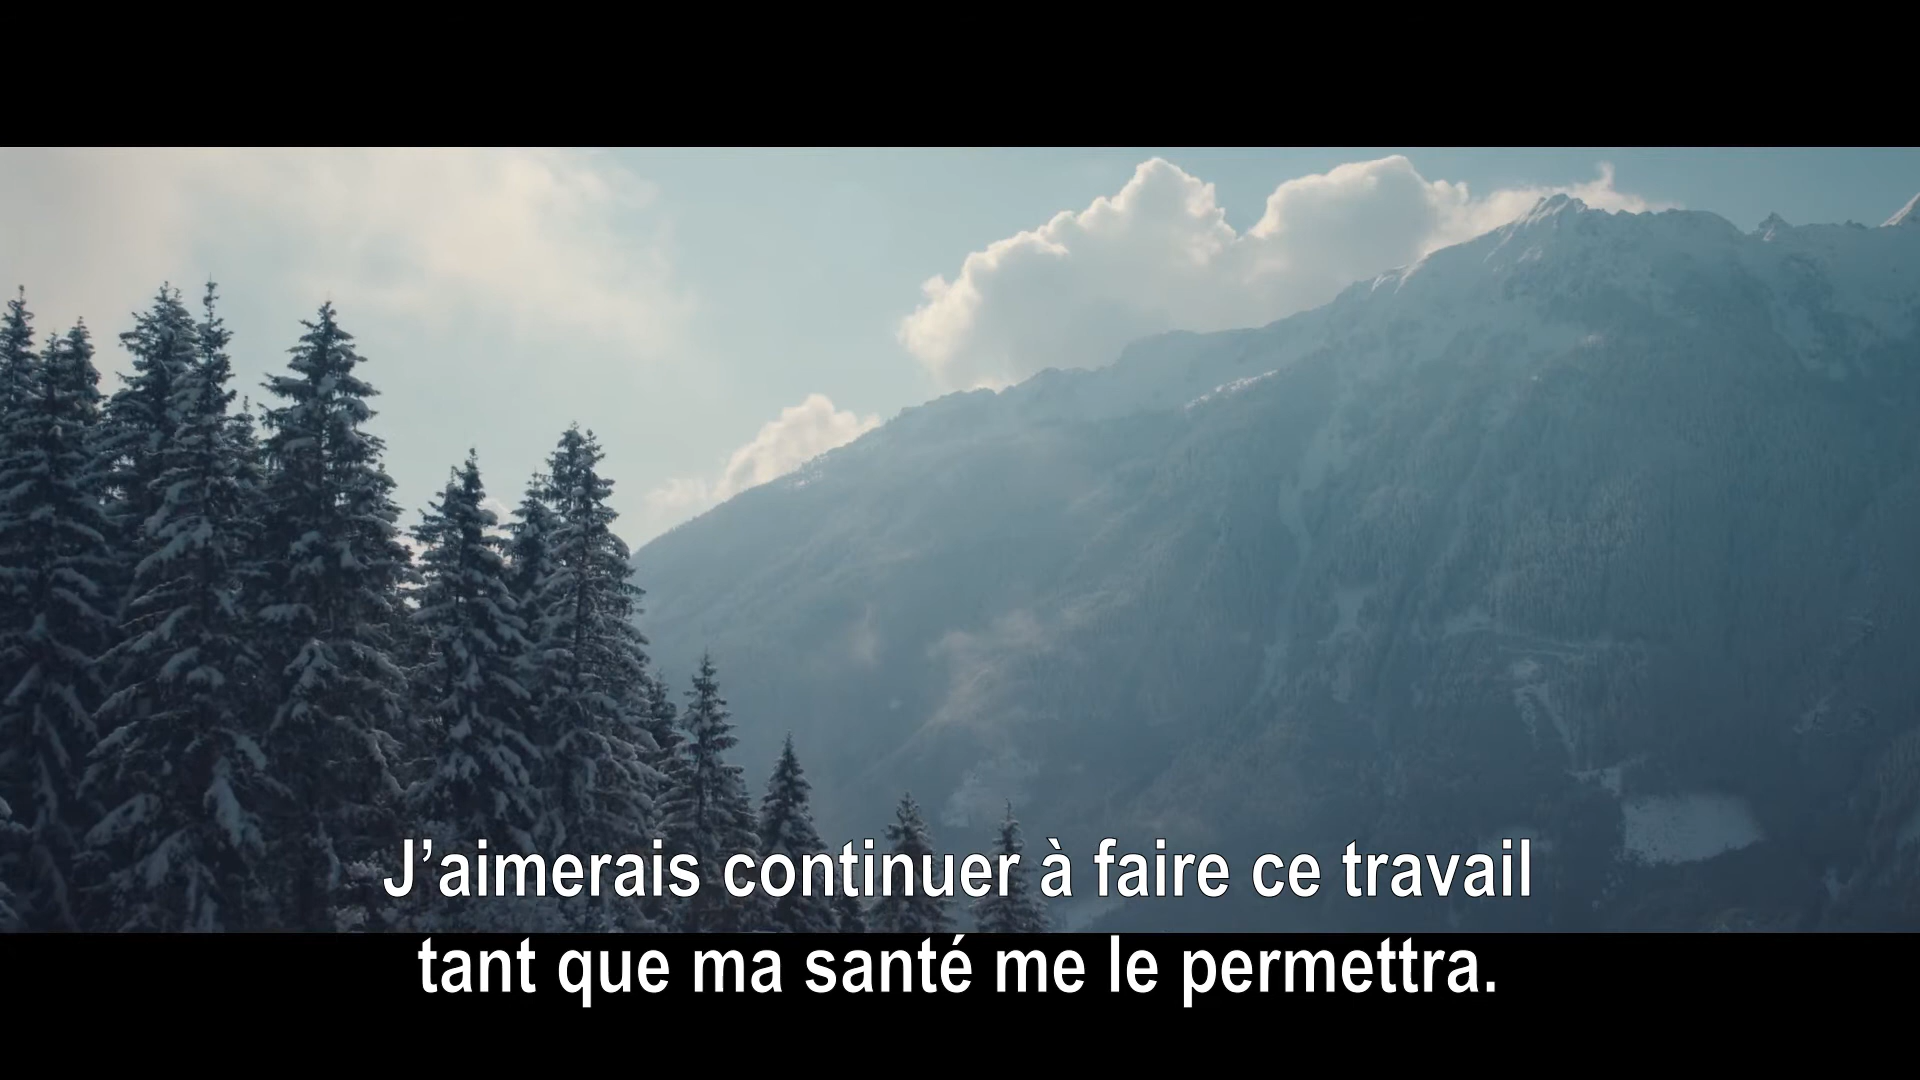 J’aimerais continuer à faire ce travail
tant que ma santé me le permettra.